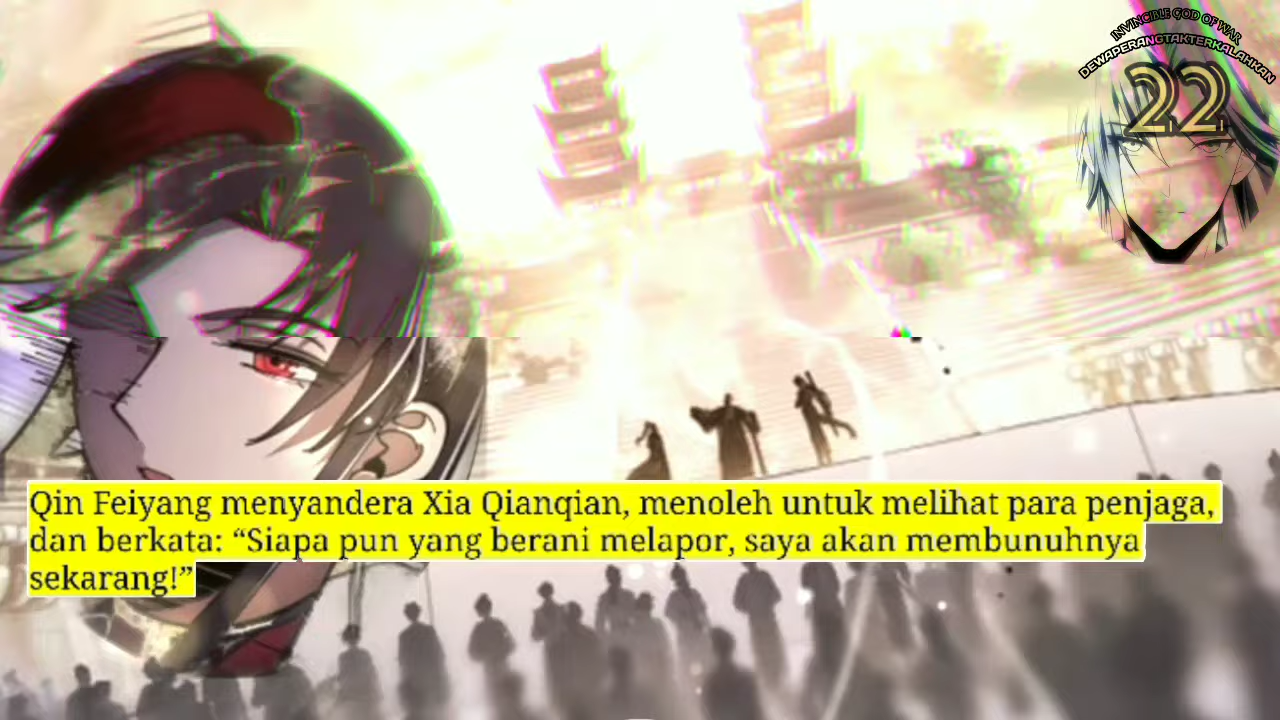 INVINCIBLE GOD OF WAR
DEWAPERANGTAKTERKALAHKAN
22
Qin Feiyang menyandera Xia Qianqian, menoleh untuk melihat para penjaga,
dan berkata: “Siapa pun yang berani melapor, saya akan membunuhnya
sekarang!”